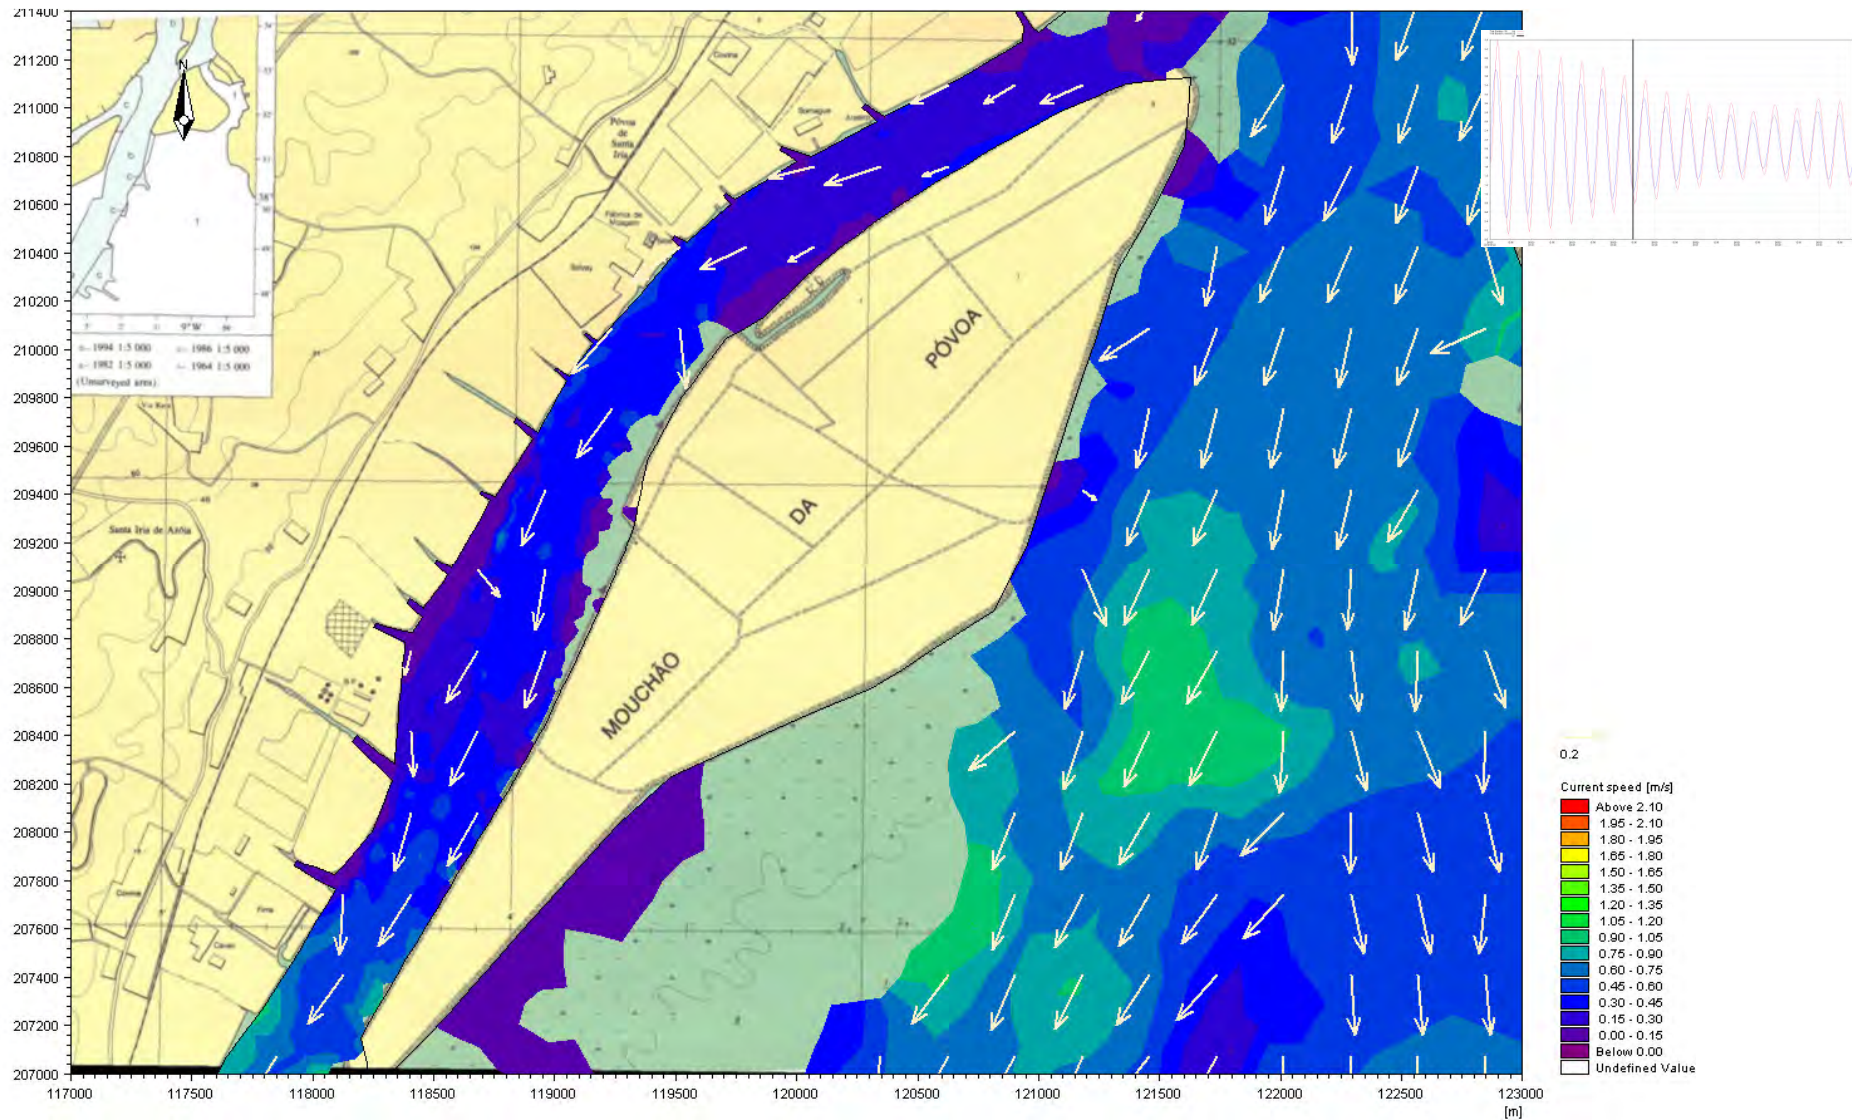 211400
211200
211000
210800
210600
210400
210200
210000
209800
209600
209400
209200
209000
208800
208600
208400
208200
208000
207800
207600
207400
207200
207000
117000
117500
118000
118500
119000
119500
120000
120500
121000
121500
122000
122500
123000
[m]
N
9° W
1994 1:5 000
1986 1:5 000
1982 1:5 000
1964 1:5 000
(Unsurveyed area)
Póvoa
de
Santa
Iria
Fábrica de
Solvay
Santa Iria de Azóia
Covina
PÓVOA
DA
MOUCHÃO
0.2
Current speed [m/s]
Above 2.10
1.95 - 2.10
1.80 - 1.95
1.65 - 1.80
1.50 - 1.65
1.35 - 1.50
1.20 - 1.35
1.05 - 1.20
0.90 - 1.05
0.75 - 0.90
0.60 - 0.75
0.45 - 0.60
0.30 - 0.45
0.15 - 0.30
0.00 - 0.15
Below 0.00
Undefined Value